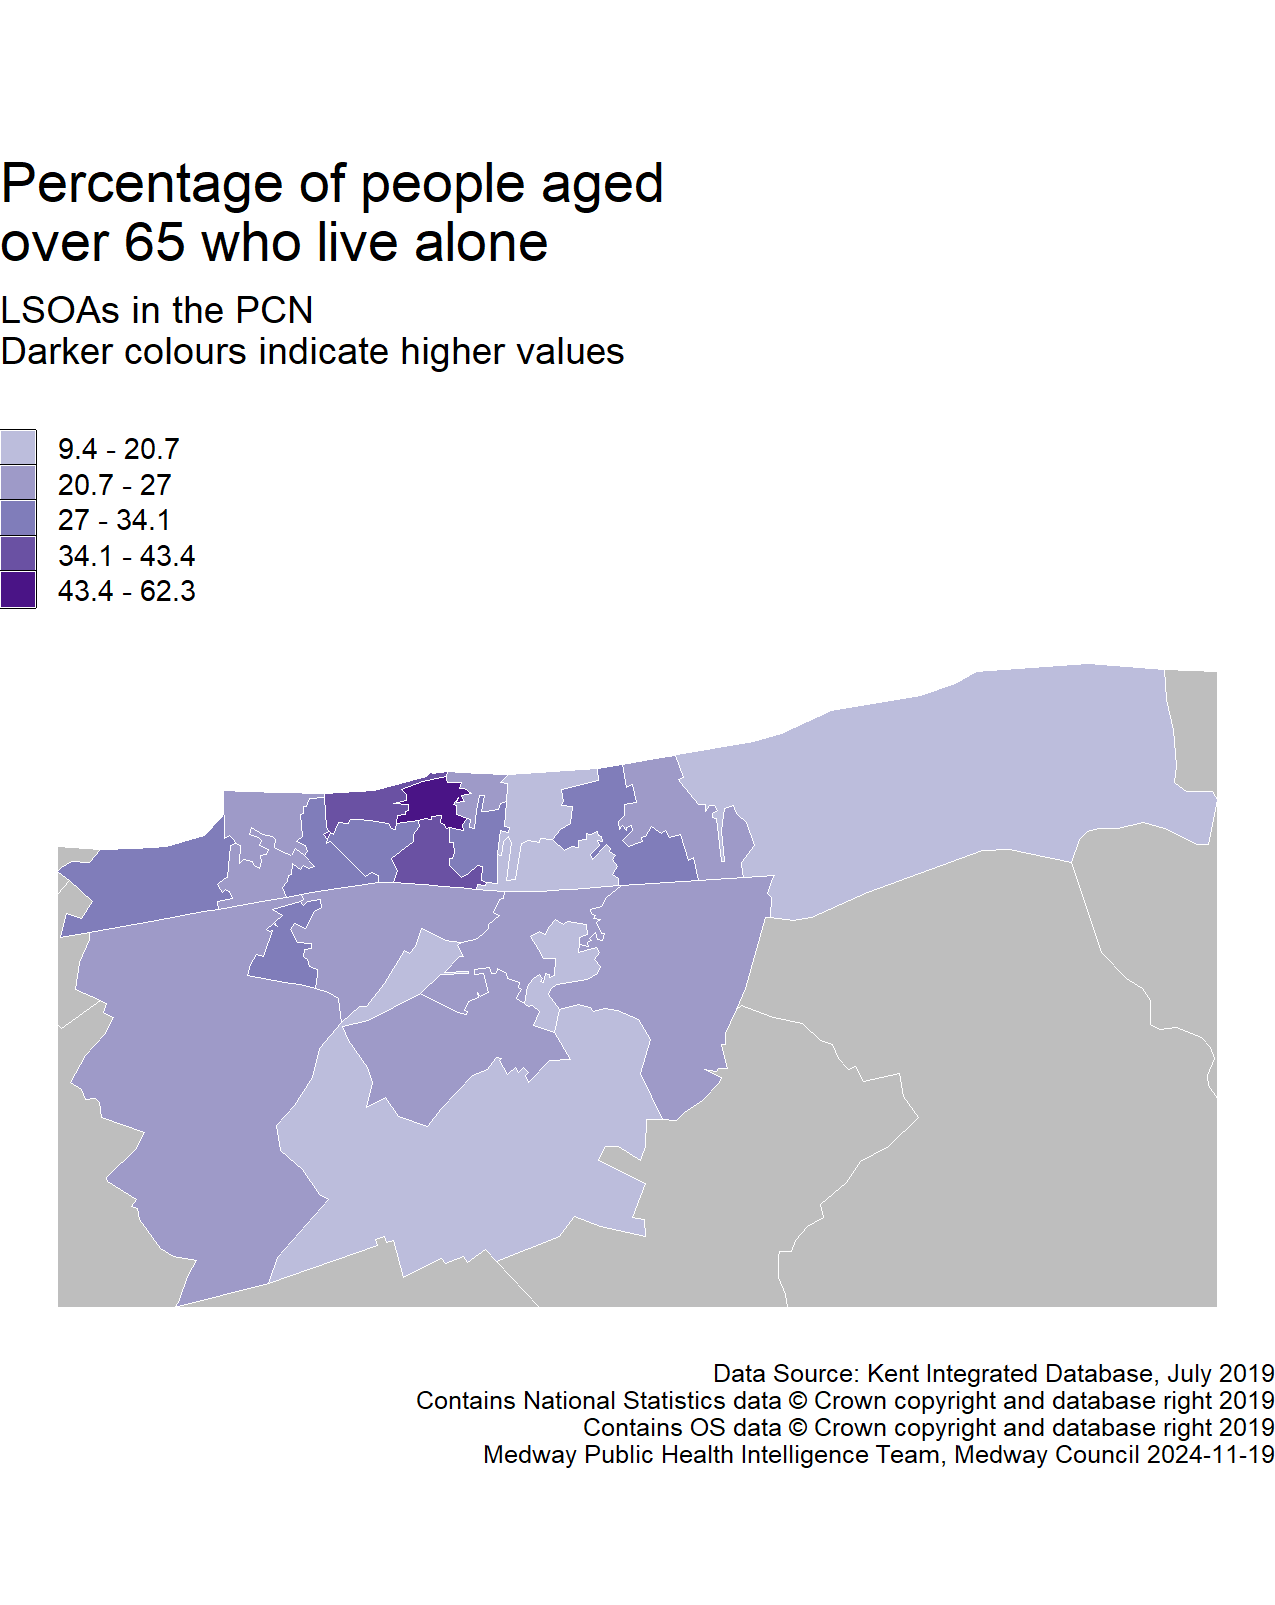 Percentage of people aged
over 65 who live alone
LSOAs in the PCN
Darker colours indicate higher values
9.4 - 20.7
20.7 - 27
27 - 34.1
34.1 - 43.4
43.4 - 62.3
Data Source: Kent Integrated Database, July 2019
Contains National Statistics data © Crown copyright and database right 2019
Contains OS data © Crown copyright and database right 2019
Medway Public Health Intelligence Team, Medway Council 2024-11-19